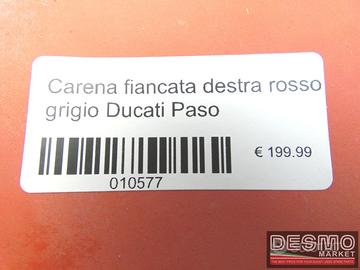 Carena fiancata destra rosso
grigio Ducati Paso
€ 199.99
010577
DESMO
MARKET